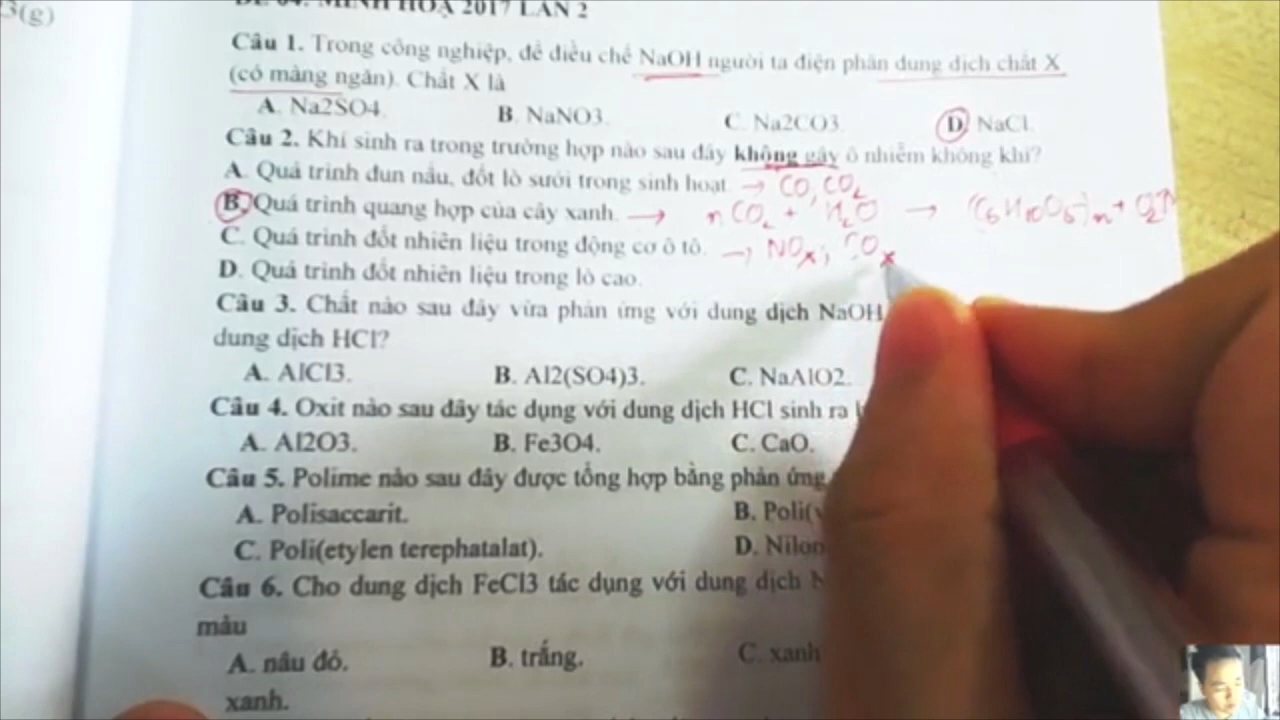 3(g)
MINH HOẠ 2017 LẦN 2
Câu 1. Trong công nghiệp, để điều chế NaOH người ta điện phân dung dịch chất X
(có màng ngăn). Chất X là
A. Na2SO4. B. NaNO3. C. Na2CO3. D. NaCl.
Câu 2. Khí sinh ra trong trường hợp nào sau đây không gây ô nhiễm không khí?
A. Quá trình đun nấu, đốt lò sưởi trong sinh hoạt. → CO, CO2
B. Quá trình quang hợp của cây xanh. → nCO2 + H2O → (C6H10O5)n + O2↑
C. Quá trình đốt nhiên liệu trong động cơ ô tô. → NOx; COx
D. Quá trình đốt nhiên liệu trong lò cao.
Câu 3. Chất nào sau đây vừa phản ứng với dung dịch NaOH
dung dịch HCl?
A. AlCl3. B. Al2(SO4)3. C. NaAlO2.
Câu 4. Oxit nào sau đây tác dụng với dung dịch HCl sinh ra
A. Al2O3. B. Fe3O4. C. CaO.
Câu 5. Polime nào sau đây được tổng hợp bằng phản ứng
A. Polisaccarit. B. Poli(
C. Poli(etylen terephatalat). D. Nilon
Câu 6. Cho dung dịch FeCl3 tác dụng với dung dịch
màu
A. nâu đỏ. B. trắng. C. xanh
xanh.